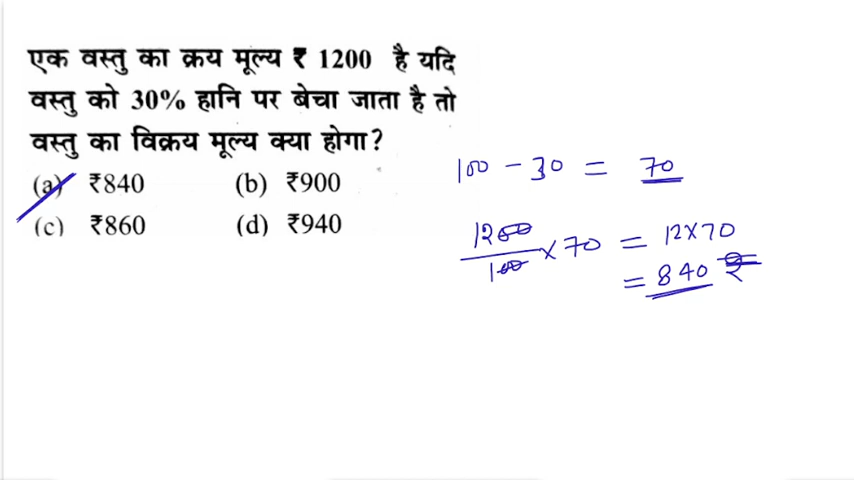 एक वस्तु का क्रय मूल्य ₹ 1200 है यदि
वस्तु को 30% हानि पर बेचा जाता है तो
वस्तु का विक्रय मूल्य क्या होगा?
(a) ₹840 (b) ₹900
(c) ₹860 (d) ₹940
100 - 30 = 70
1200/100 × 70 = 12×70
= 840 ₹